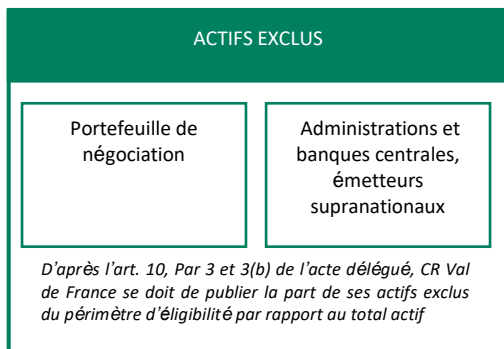 ACTIFS EXCLUS
Portefeuille de
négociation
Administrations et
banques centrales,
émetteurs
supranationaux
D'après l'art. 10, Par 3 et 3(b) de l'acte délégué, CR Val
de France se doit de publier la part de ses actifs exclus
du périmètre d'éligibilité par rapport au total actif